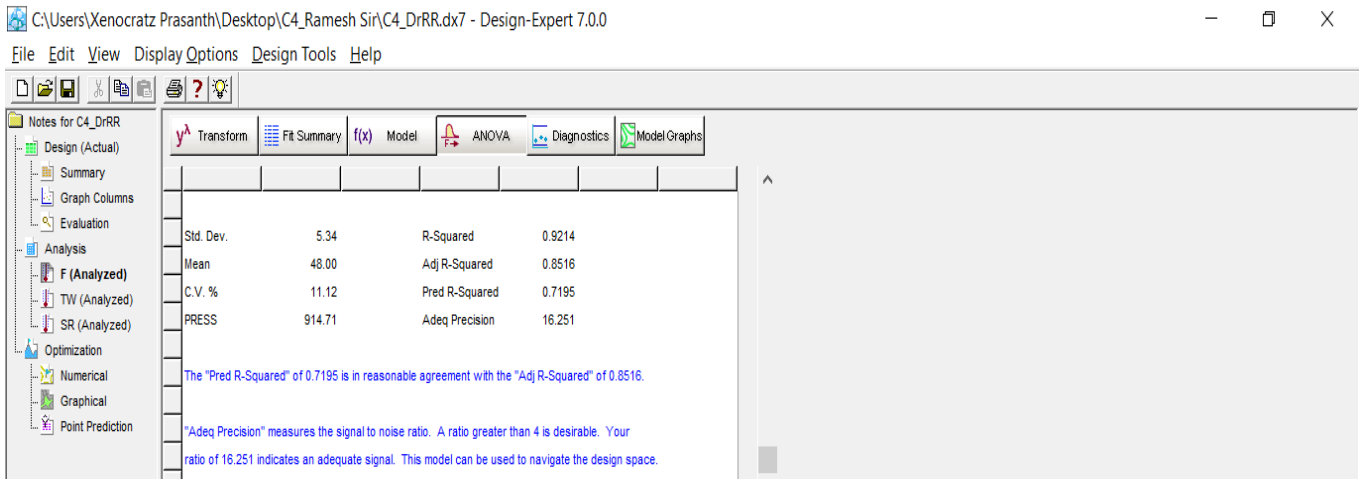 C:\Users\Xenocratz Prasanth\Desktop\C4_Ramesh Sir\C4_DrRR.dx7 - Design-Expert 7.0.0
File Edit View Display Options Design Tools Help
Notes for C4_DrRR
Design (Actual)
Summary
Graph Columns
Evaluation
Analysis
F (Analyzed)
TW (Analyzed)
SR (Analyzed)
Optimization
Numerical
Graphical
Point Prediction
yλ Transform Fit Summary f(x) Model ANOVA Diagnostics Model Graphs
Std. Dev. 5.34 R-Squared 0.9214
Mean 48.00 Adj R-Squared 0.8516
C.V. % 11.12 Pred R-Squared 0.7195
PRESS 914.71 Adeq Precision 16.251
The "Pred R-Squared" of 0.7195 is in reasonable agreement with the "Adj R-Squared" of 0.8516.
"Adeq Precision" measures the signal to noise ratio. A ratio greater than 4 is desirable. Your
ratio of 16.251 indicates an adequate signal. This model can be used to navigate the design space.